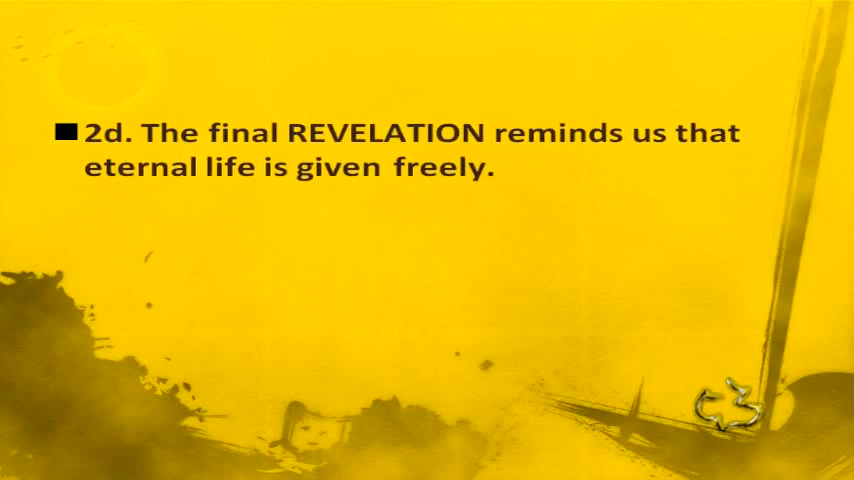 2d. The final REVELATION reminds us that
eternal life is given freely.